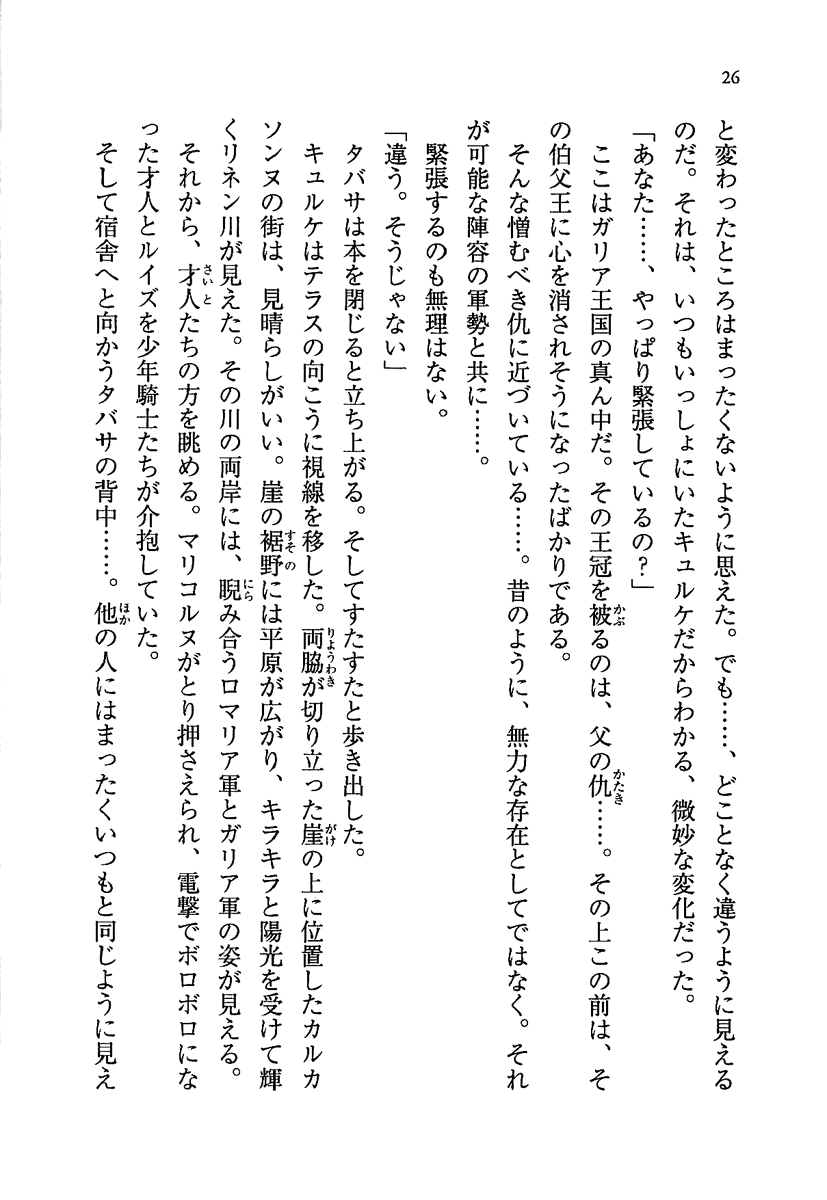 26
と変わったところはまったくないように思えた。でも……、どことなく違うように見える
のだ。それは、いつもいっしょにいたキュルケだからわかる、微妙な変化だった。
「あなた……、やっぱり緊張しているの?」
ここはガリア王国の真ん中だ。その王冠を被るのは、父の仇……。その上この前は、そ
の伯父王に心を消されそうになったばかりである。
そんな憎むべき仇に近づいている……。昔のように、無力な存在としてではなく。それ
が可能な陣容の軍勢と共に……。
緊張するのも無理はない。
「違う。そうじゃない」
タバサは本を閉じると立ち上がる。そしてすたすたと歩き出した。
キュルケはテラスの向こうに視線を移した。両脇が切り立った崖の上に位置したカルカ
ソンヌの街は、見晴らしがいい。崖の裾野には平原が広がり、キラキラと陽光を受けて輝
くリネン川が見えた。その川の両岸には、睨み合うロマリア軍とガリア軍の姿が見える。
それから、才人たちの方を眺める。マリコルヌがとり押さえられ、電撃でボロボロにな
った才人とルイズを少年騎士たちが介抱していた。
そして宿舎へと向かうタバサの背中……。他の人にはまったくいつもと同じように見え